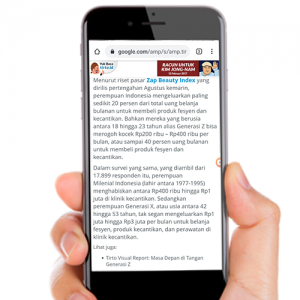 google.com/amp/s/amp.tir
RACUN UNTUK
KIM JONG-NAM
Menurut riset pasar Zap Beauty Index yang
dirilis pertengahan Agustus kemarin,
perempuan Indonesia mengeluarkan paling
sedikit 20 persen dari total uang belanja
bulanan untuk membeli produk fesyen dan
kecantikan. Bahkan mereka yang berusia
antara 18 hingga 23 tahun alias Generasi Z bisa
merogoh kocek Rp200 ribu – Rp400 ribu per
bulan, atau sampai 40 persen uang bulanan
untuk membeli produk fesyen dan
kecantikan.
Dalam survei yang sama, yang diambil dari
17.899 responden itu, perempuan
Milenial Indonesia (lahir antara 1977-1995)
menghabiskan antara Rp400 ribu hingga Rp1
juta di klinik kecantikan. Sedangkan
perempuan Generasi X, atau usia antara 42
hingga 53 tahun, tak segan mengeluarkan Rp1
juta hingga Rp3 juta per bulan untuk belanja
fesyen, produk kecantikan, dan perawatan di
klinik kecantikan.
Lihat juga:
• Tirto Visual Report: Masa Depan di Tangan
Generasi Z